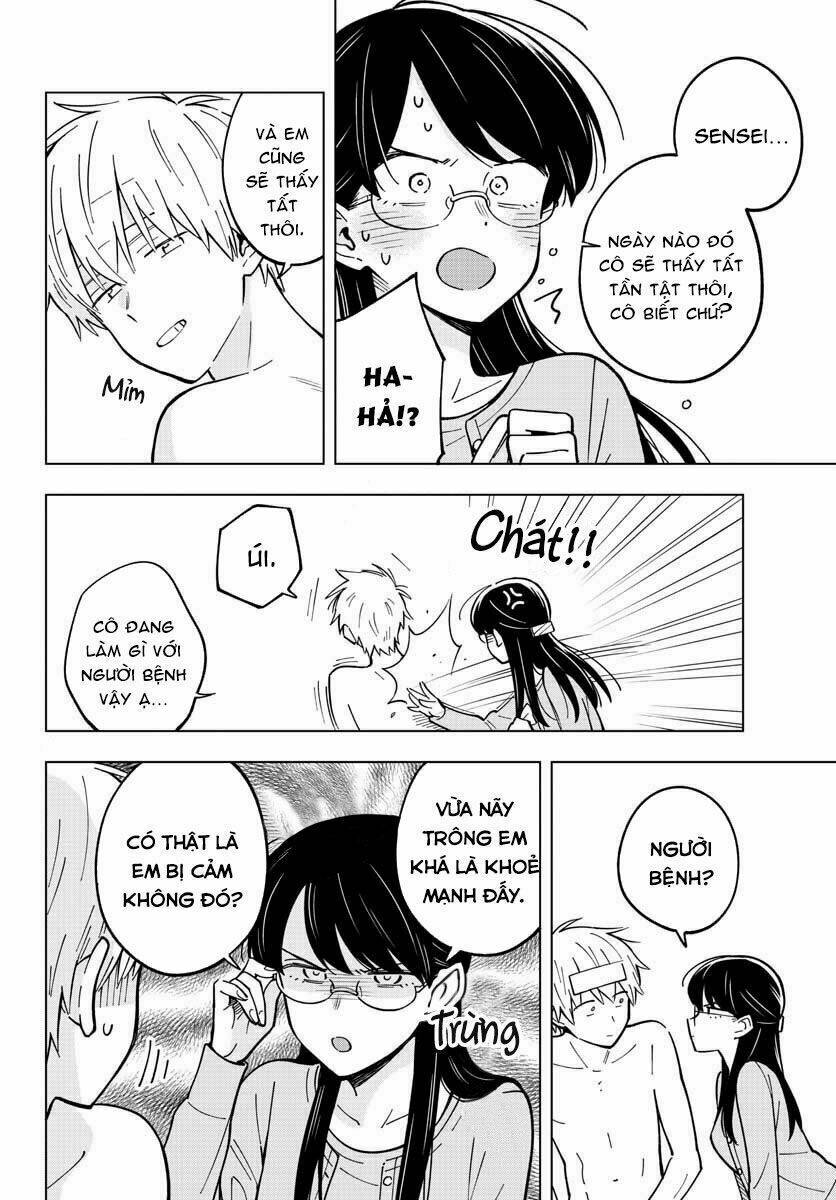 SENSEI...
NGÀY NÀO ĐÓ
CÔ SẼ THẤY TẤT
TẦN TẬT THÔI,
CÔ BIẾT CHỨ?
HA-
HẢ!?
VÀ EM
CŨNG
SẼ THẤY
TẤT
THÔI.
Mỉm
Chát!!
ÚI.
CÔ ĐANG
LÀM GÌ VỚI
NGƯỜI BỆNH
VẬY Ạ...
NGƯỜI
BỆNH?
VỪA NÃY
TRÔNG EM
KHÁ LÀ KHOẺ
MẠNH ĐẤY.
CÓ THẬT LÀ
EM BỊ CẢM
KHÔNG ĐÓ?
Trừng